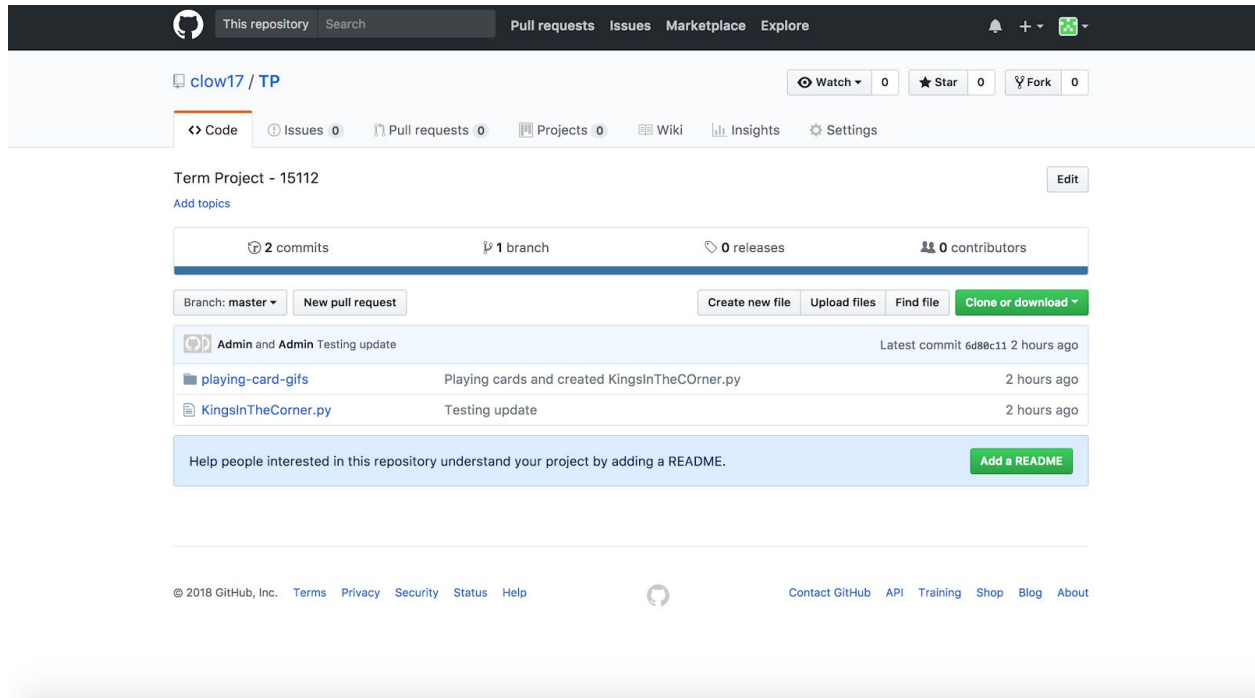 This repository Search Pull requests Issues Marketplace Explore
clow17 / TP Watch 0 Star 0 Fork 0
Code Issues 0 Pull requests 0 Projects 0 Wiki Insights Settings
Term Project - 15112 Edit
Add topics
2 commits 1 branch 0 releases 0 contributors
Branch: master New pull request Create new file Upload files Find file Clone or download
Admin and Admin Testing update Latest commit 6d80c11 2 hours ago
playing-card-gifs Playing cards and created KingsInTheCOrner.py 2 hours ago
KingsInTheCorner.py Testing update 2 hours ago
Help people interested in this repository understand your project by adding a README. Add a README
© 2018 GitHub, Inc. Terms Privacy Security Status Help Contact GitHub API Training Shop Blog About